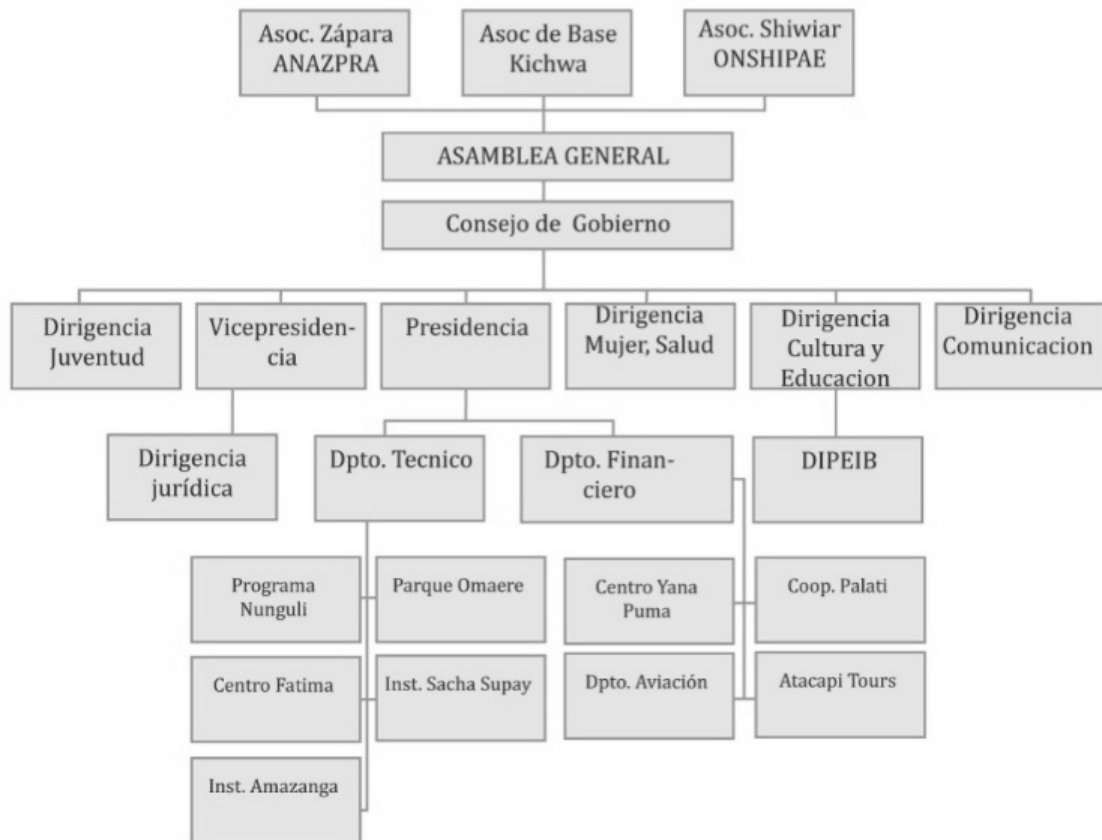 Asoc. Zápara
ANAZPRA
Asoc de Base
Kichwa
Asoc. Shiwiar
ONSHIPAE
ASAMBLEA GENERAL
Consejo de Gobierno
Dirigencia
Juventud
Vicepresiden-
cia
Presidencia
Dirigencia
Mujer, Salud
Dirigencia
Cultura y
Educacion
Dirigencia
Comunicacion
Dirigencia
jurídica
Dpto. Tecnico
Dpto. Finan-
ciero
DIPEIB
Programa
Nunguli
Parque Omaere
Centro Yana
Puma
Coop. Palati
Centro Fatima
Inst. Sacha Supay
Dpto. Aviación
Atacapi Tours
Inst. Amazanga